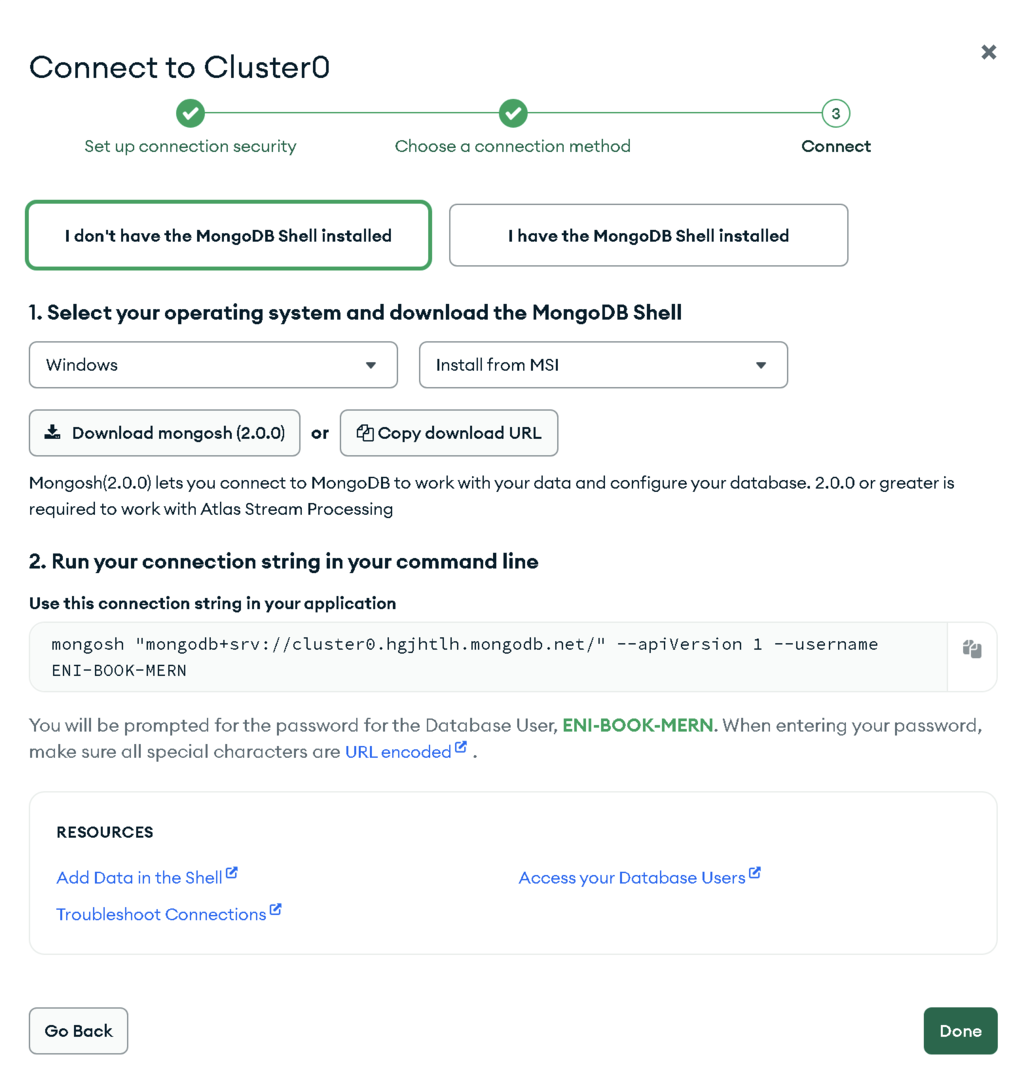 Connect to Cluster0
Set up connection security
Choose a connection method
3
Connect
I don't have the MongoDB Shell installed
I have the MongoDB Shell installed
1. Select your operating system and download the MongoDB Shell
Windows
Install from MSI
Download mongosh (2.0.0)
or
Copy download URL
Mongosh(2.0.0) lets you connect to MongoDB to work with your data and configure your database. 2.0.0 or greater is
required to work with Atlas Stream Processing
2. Run your connection string in your command line
Use this connection string in your application
mongosh "mongodb+srv://cluster0.hgjhtlh.mongodb.net/" --apiVersion 1 --username
ENI-BOOK-MERN
You will be prompted for the password for the Database User, ENI-BOOK-MERN. When entering your password,
make sure all special characters are URL encoded .
RESOURCES
Add Data in the Shell
Access your Database Users
Troubleshoot Connections
Go Back
Done